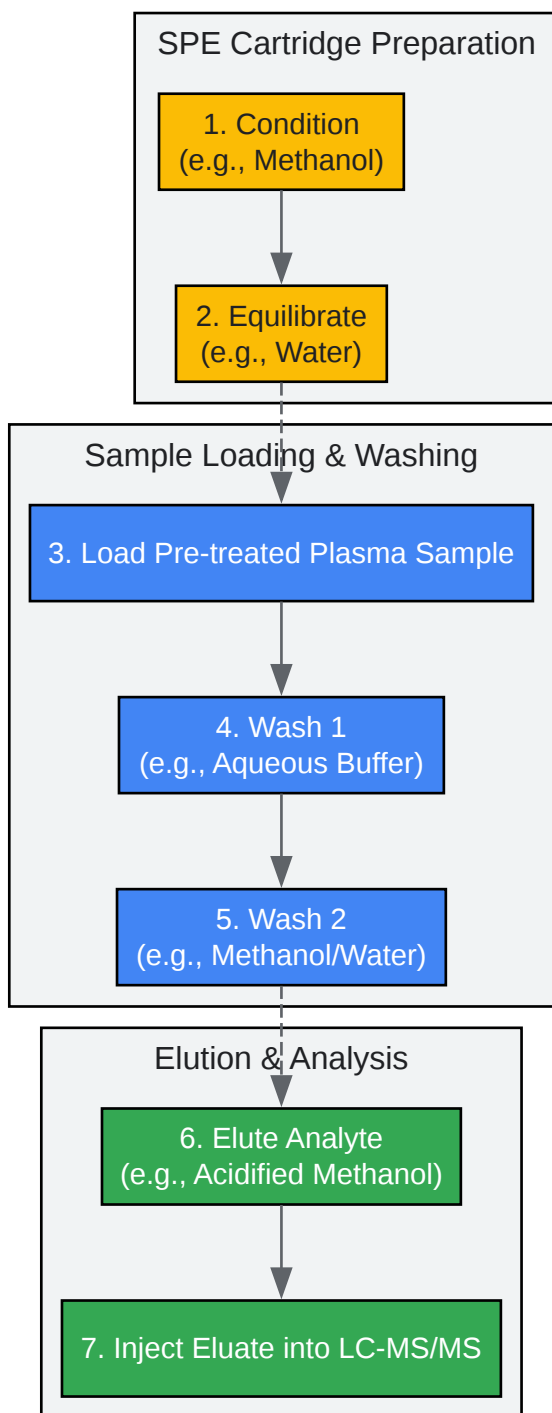 SPE Cartridge Preparation
1. Condition
(e.g., Methanol)
2. Equilibrate
(e.g., Water)
Sample Loading & Washing
3. Load Pre-treated Plasma Sample
4. Wash 1
(e.g., Aqueous Buffer)
5. Wash 2
(e.g., Methanol/Water)
Elution & Analysis
6. Elute Analyte
(e.g., Acidified Methanol)
7. Inject Eluate into LC-MS/MS